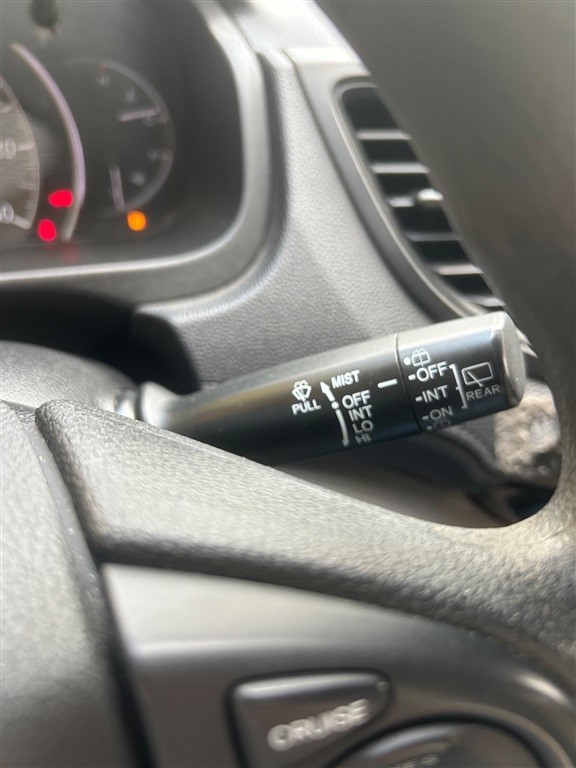 MIST
PULL
OFF
INT
LO
HI
OFF
INT
ON
REAR
CRUISE